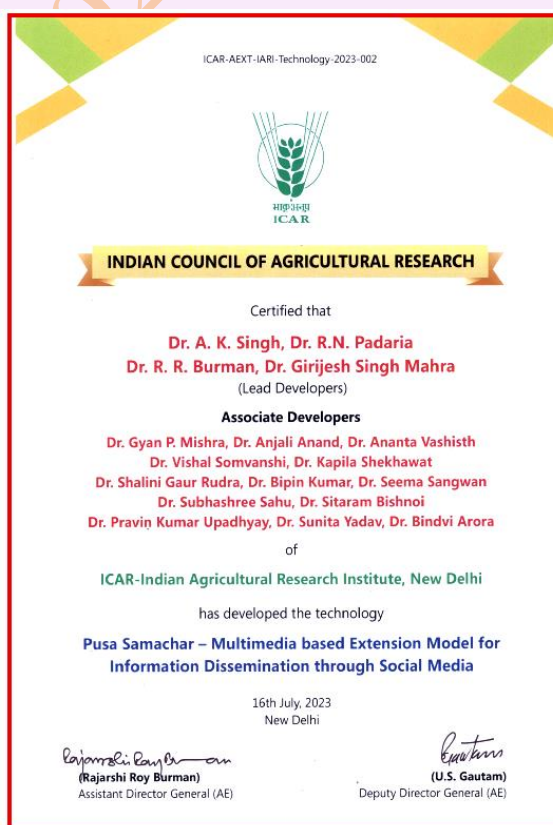 ICAR-AEXT-IARI-Technology-2023-002
भाकृअनुप
ICAR
INDIAN COUNCIL OF AGRICULTURAL RESEARCH
Certified that
Dr. A. K. Singh, Dr. R.N. Padaria
Dr. R. R. Burman, Dr. Girijesh Singh Mahra
(Lead Developers)
Associate Developers
Dr. Gyan P. Mishra, Dr. Anjali Anand, Dr. Ananta Vashisth
Dr. Vishal Somvanshi, Dr. Kapila Shekhawat
Dr. Shalini Gaur Rudra, Dr. Bipin Kumar, Dr. Seema Sangwan
Dr. Subhashree Sahu, Dr. Sitaram Bishnoi
Dr. Pravin Kumar Upadhyay, Dr. Sunita Yadav, Dr. Bindvi Arora
of
ICAR-Indian Agricultural Research Institute, New Delhi
has developed the technology
Pusa Samachar – Multimedia based Extension Model for
Information Dissemination through Social Media
16th July, 2023
New Delhi
(Rajarshi Roy Burman)
Assistant Director General (AE)
(U.S. Gautam)
Deputy Director General (AE)